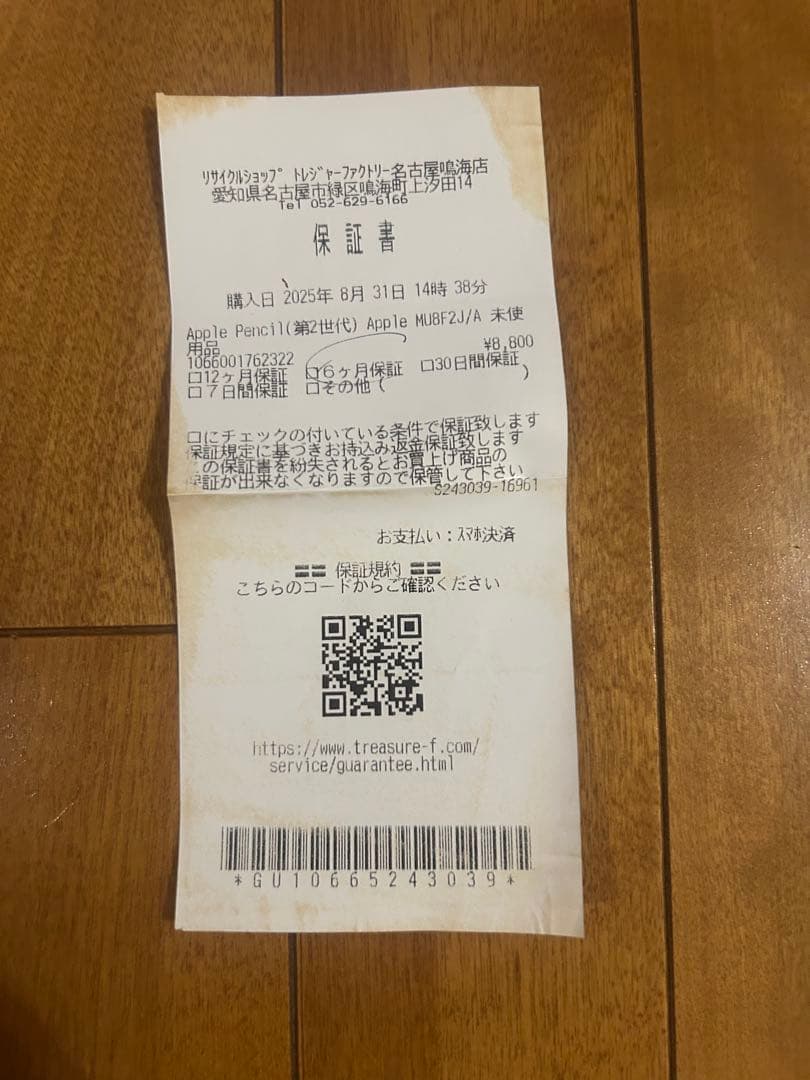 ﾘｻｲｸﾙｼｮｯﾌﾟ ﾄﾚｼﾞｬｰﾌｧｸﾄﾘｰ名古屋鳴海店
愛知県名古屋市緑区鳴海町上汐田14
Tel 052-629-6166
保証書
購入日 2025年 8月 31日 14時 38分
Apple Pencil(第2世代) Apple MU8F2J/A 未使
用品 ¥8,800
1066001762322
□12ヶ月保証 □6ヶ月保証 □30日間保証
□7日間保証 □その他( )
□にチェックの付いている条件で保証致します
保証規定に基づきお持込み返金保証致します
この保証書を紛失されるとお買上げ商品の
保証が出来なくなりますので保管して下さい
S243039-16961
お支払い：ｽﾏﾎ決済
== 保証規約 ==
こちらのコードからご確認ください
https://www.treasure-f.com/
service/guarantee.html
*GU10665243039*